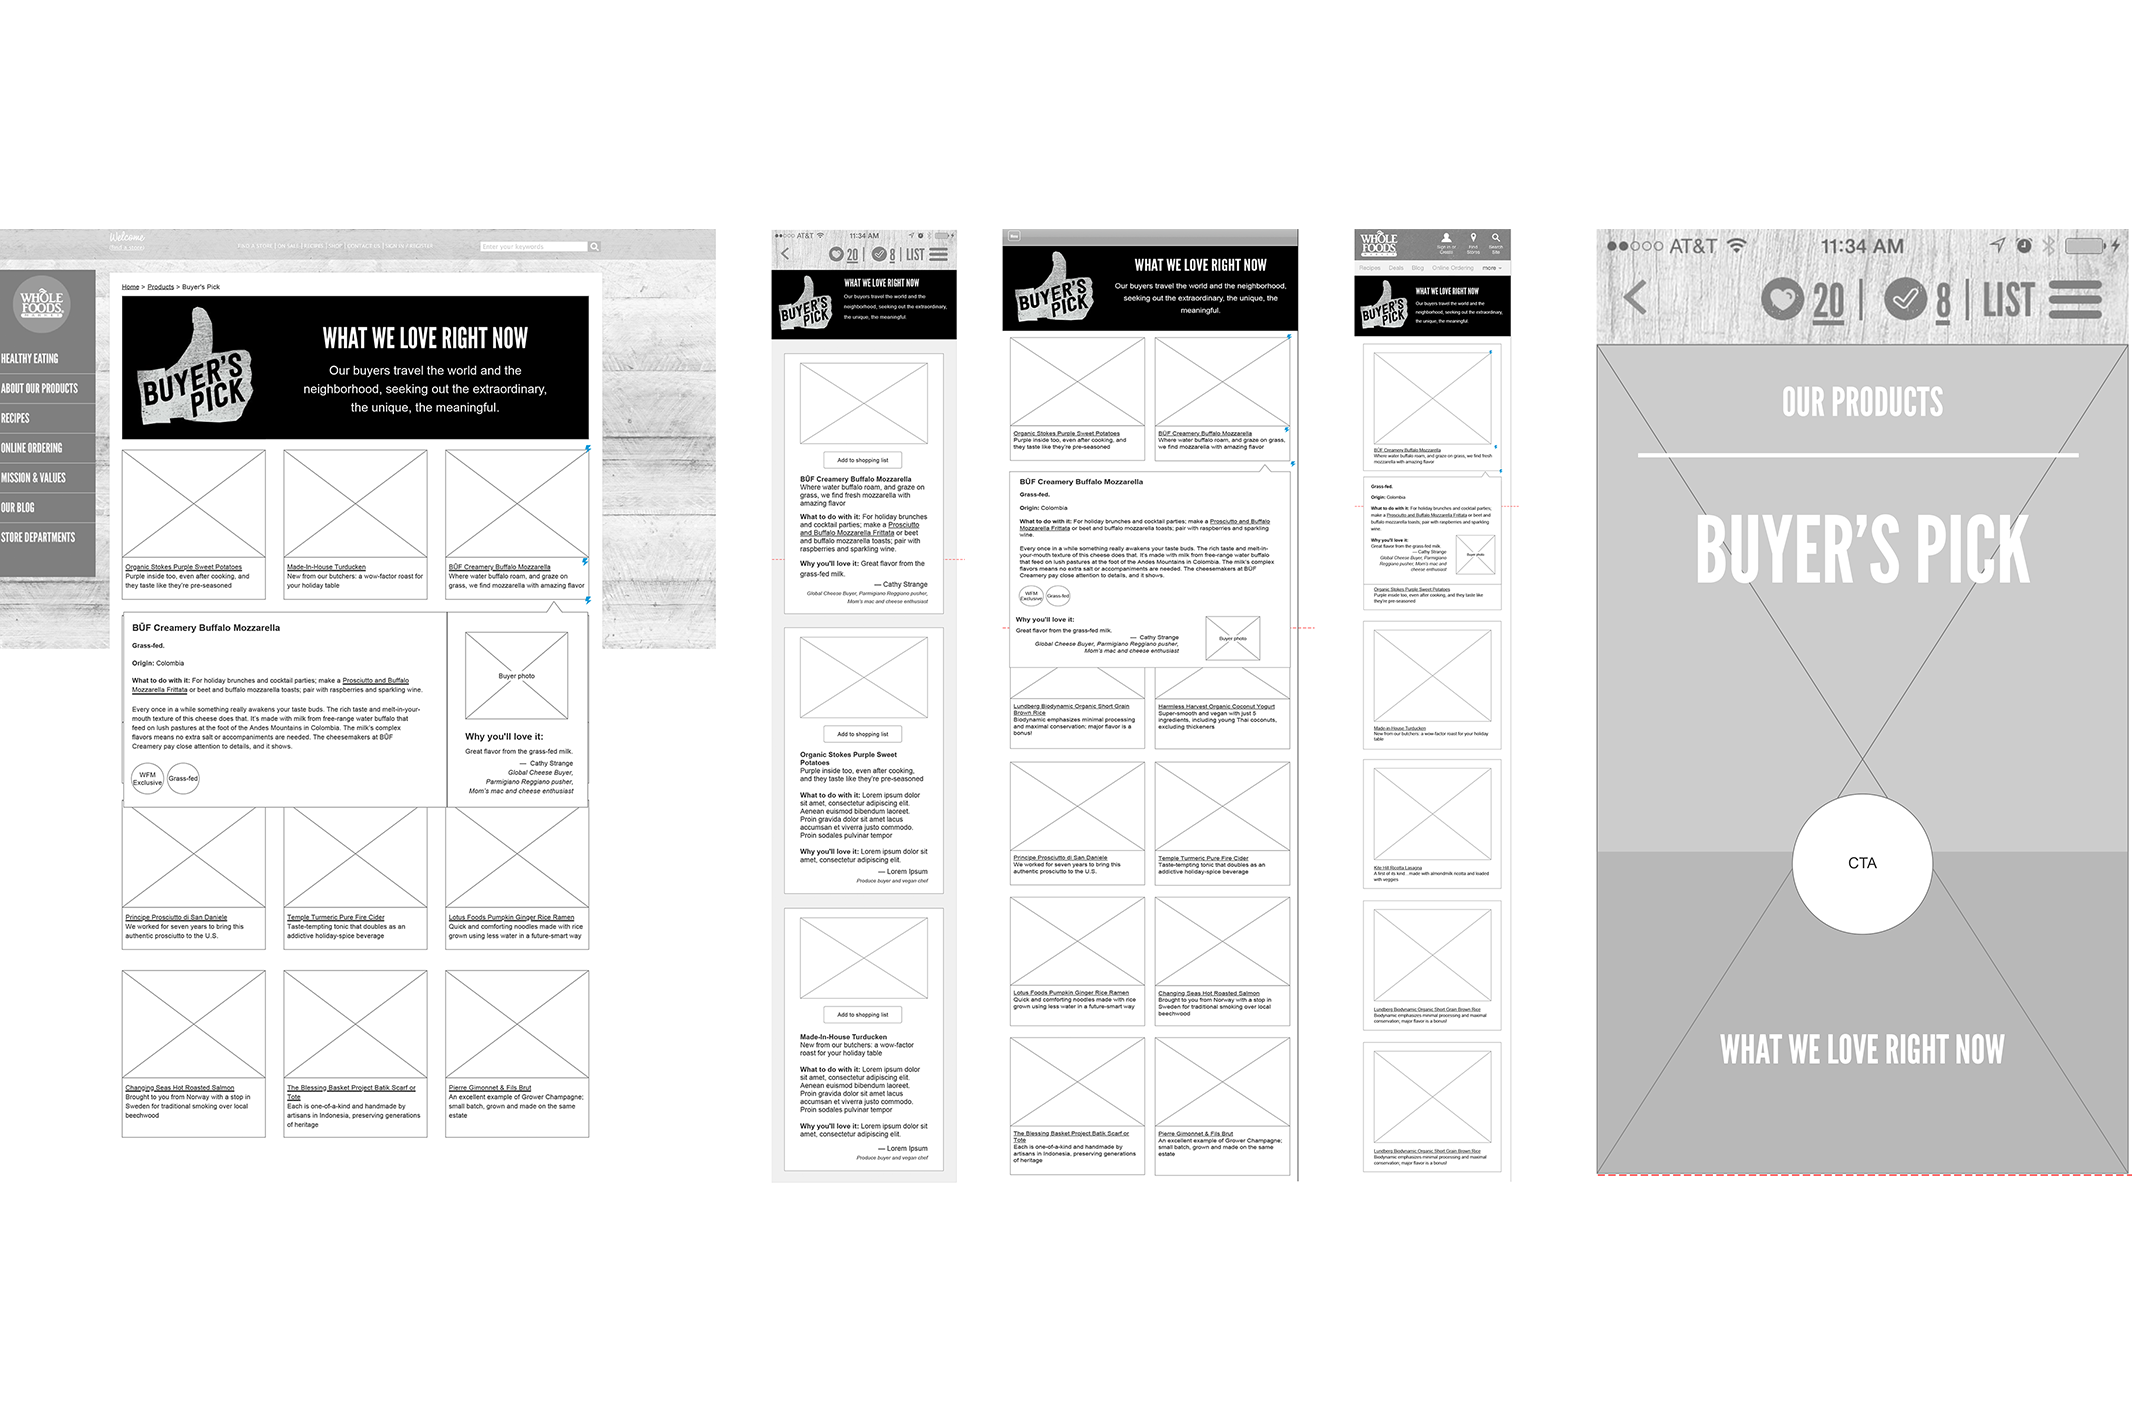 Welcome
(find a store)
FIND A STORE | ON SALE | RECIPES | SHOP | CONTACT US | SIGN IN / REGISTER
Enter your keywords
WHOLE
FOODS
MARKET
HEALTHY EATING
ABOUT OUR PRODUCTS
RECIPES
ONLINE ORDERING
MISSION & VALUES
OUR BLOG
STORE DEPARTMENTS
Home > Products > Buyer's Pick
BUYER'S
PICK
WHAT WE LOVE RIGHT NOW
Our buyers travel the world and the
neighborhood, seeking out the extraordinary,
the unique, the meaningful.
Organic Stokes Purple Sweet Potatoes
Purple inside too, even after cooking, and
they taste like they're pre-seasoned
Made-In-House Turducken
New from our butchers: a wow-factor roast for
your holiday table
BŪF Creamery Buffalo Mozzarella
Where water buffalo roam, and graze on
grass, we find mozzarella with amazing flavor
BŪF Creamery Buffalo Mozzarella
Grass-fed.
Origin: Colombia
What to do with it: For holiday brunches and cocktail parties; make a Prosciutto and Buffalo
Mozzarella Frittata or beet and buffalo mozzarella toasts; pair with raspberries and sparkling wine.
Every once in a while something really awakens your taste buds. The rich taste and melt-in-your-
mouth texture of this cheese does that. It's made with milk from free-range water buffalo that
feed on lush pastures at the foot of the Andes Mountains in Colombia. The milk's complex
flavors means no extra salt or accompaniments are needed. The cheesemakers at BŪF
Creamery pay close attention to details, and it shows.
WFM
Exclusive
Grass-fed
Buyer photo
Why you'll love it:
Great flavor from the grass-fed milk.
— Cathy Strange
Global Cheese Buyer,
Parmigiano Reggiano pusher,
Mom's mac and cheese enthusiast
Principe Prosciutto di San Daniele
We worked for seven years to bring this
authentic prosciutto to the U.S.
Temple Turmeric Pure Fire Cider
Taste-tempting tonic that doubles as an
addictive holiday-spice beverage
Lotus Foods Pumpkin Ginger Rice Ramen
Quick and comforting noodles made with rice
grown using less water in a future-smart way
Changing Seas Hot Roasted Salmon
Brought to you from Norway with a stop in
Sweden for traditional smoking over local
beechwood
The Blessing Basket Project Batik Scarf or
Tote
Each is one-of-a-kind and handmade by
artisans in Indonesia, preserving generations
of heritage
Pierre Gimonnet & Fils Brut
An excellent example of Grower Champagne;
small batch, grown and made on the same
estate
AT&T 11:34 AM
20 | 8 | LIST
BUYER'S
PICK
WHAT WE LOVE RIGHT NOW
Our buyers travel the world and the
neighborhood, seeking out the extraordinary,
the unique, the meaningful.
Add to shopping list
BŪF Creamery Buffalo Mozzarella
Where water buffalo roam, and graze on
grass, we find fresh mozzarella with
amazing flavor
What to do with it: For holiday brunches
and cocktail parties; make a Prosciutto
and Buffalo Mozzarella Frittata or beet
and buffalo mozzarella toasts; pair with
raspberries and sparkling wine.
Why you'll love it: Great flavor from the
grass-fed milk.
— Cathy Strange
Global Cheese Buyer, Parmigiano Reggiano pusher,
Mom's mac and cheese enthusiast
Add to shopping list
Organic Stokes Purple Sweet
Potatoes
Purple inside too, even after cooking,
and they taste like they're pre-seasoned
What to do with it: Lorem ipsum dolor
sit amet, consectetur adipiscing elit.
Aenean euismod bibendum laoreet.
Proin gravida dolor sit amet lacus
accumsan et viverra justo commodo.
Proin sodales pulvinar tempor
Why you'll love it: Lorem ipsum dolor sit
amet, consectetur adipiscing elit.
— Lorem Ipsum
Produce buyer and vegan chef
Add to shopping list
Made-In-House Turducken
New from our butchers: a wow-factor
roast for your holiday table
What to do with it: Lorem ipsum dolor
sit amet, consectetur adipiscing elit.
Aenean euismod bibendum laoreet.
Proin gravida dolor sit amet lacus
accumsan et viverra justo commodo.
Proin sodales pulvinar tempor
Why you'll love it: Lorem ipsum dolor sit
amet, consectetur adipiscing elit.
— Lorem Ipsum
Produce buyer and vegan chef
BUYER'S
PICK
WHAT WE LOVE RIGHT NOW
Our buyers travel the world and the neighborhood,
seeking out the extraordinary, the unique, the
meaningful.
Organic Stokes Purple Sweet Potatoes
Purple inside too, even after cooking, and
they taste like they're pre-seasoned
BŪF Creamery Buffalo Mozzarella
Where water buffalo roam, and graze on grass,
we find mozzarella with amazing flavor
BŪF Creamery Buffalo Mozzarella
Grass-fed.
Origin: Colombia
What to do with it: For holiday brunches and cocktail parties; make a Prosciutto and Buffalo
Mozzarella Frittata or beet and buffalo mozzarella toasts; pair with raspberries and sparkling
wine.
Every once in a while something really awakens your taste buds. The rich taste and melt-in-
your-mouth texture of this cheese does that. It's made with milk from free-range water buffalo
that feed on lush pastures at the foot of the Andes Mountains in Colombia. The milk's complex
flavors means no extra salt or accompaniments are needed. The cheesemakers at BŪF
Creamery pay close attention to details, and it shows.
WFM
Exclusive
Grass-fed
Why you'll love it:
Great flavor from the grass-fed milk.
— Cathy Strange
Global Cheese Buyer, Parmigiano Reggiano pusher,
Mom's mac and cheese enthusiast
Buyer photo
Lundberg Biodynamic Organic Short Grain
Brown Rice
Biodynamic emphasizes minimal processing
and maximal conservation; major flavor is a
bonus!
Harmless Harvest Organic Coconut Yogurt
Super-smooth and vegan with just 5
ingredients, including young Thai coconuts,
excluding thickeners
Principe Prosciutto di San Daniele
We worked for seven years to bring this
authentic prosciutto to the U.S.
Temple Turmeric Pure Fire Cider
Taste-tempting tonic that doubles as an
addictive holiday-spice beverage
Lotus Foods Pumpkin Ginger Rice Ramen
Quick and comforting noodles made with rice
grown using less water in a future-smart way
Changing Seas Hot Roasted Salmon
Brought to you from Norway with a stop in
Sweden for traditional smoking over local
beechwood
The Blessing Basket Project Batik Scarf or
Tote
Each is one-of-a-kind and handmade by
artisans in Indonesia, preserving generations
of heritage
Pierre Gimonnet & Fils Brut
An excellent example of Grower Champagne;
small batch, grown and made on the same
estate
WHOLE
FOODS
MARKET
Sign in or
Create
Find
Stores
Search
Site
Recipes Deals Blog Online Ordering more
BUYER'S
PICK
WHAT WE LOVE RIGHT NOW
Our buyers travel the world and the
neighborhood, seeking out the extraordinary,
the unique, the meaningful.
BŪF Creamery Buffalo Mozzarella
Where water buffalo roam, and graze on grass, we find fresh
mozzarella with amazing flavor
Grass-fed.
Origin: Colombia
What to do with it: For holiday brunches and cocktail parties;
make a Prosciutto and Buffalo Mozzarella Frittata or beet and
buffalo mozzarella toasts; pair with raspberries and sparkling
wine.
Why you'll love it:
Great flavor from the grass-fed milk.
— Cathy Strange
Global Cheese Buyer, Parmigiano
Reggiano pusher, Mom's mac and
cheese enthusiast
Buyer photo
Organic Stokes Purple Sweet Potatoes
Purple inside too, even after cooking, and they taste like
they're pre-seasoned
Made-In-House Turducken
New from our butchers: a wow-factor roast for your holiday
table
Kite Hill Ricotta Lasagna
A first of its kind…made with almondmilk ricotta and loaded
with veggies
Lundberg Biodynamic Organic Short Grain Brown Rice
Biodynamic emphasizes minimal processing and maximal
conservation; major flavor is a bonus!
Lundberg Biodynamic Organic Short Grain Brown Rice
Biodynamic emphasizes minimal processing and maximal
conservation; major flavor is a bonus!
AT&T 11:34 AM
20 | 8 | LIST
OUR PRODUCTS
BUYER'S PICK
CTA
WHAT WE LOVE RIGHT NOW